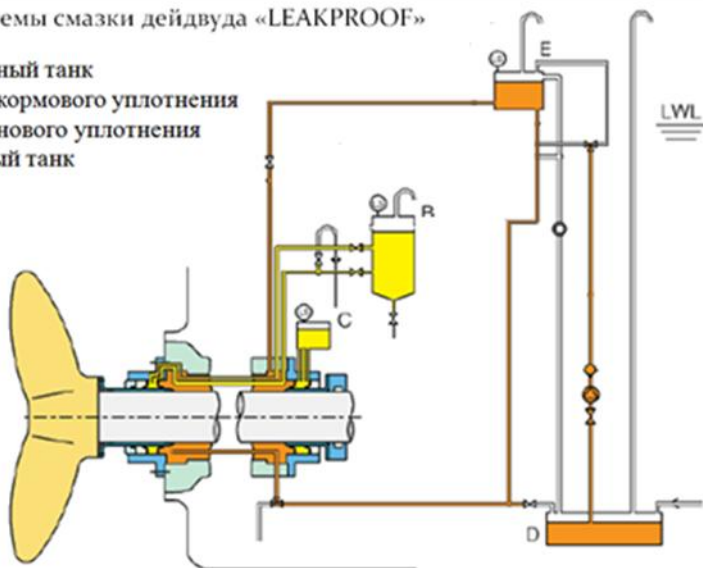 емы смазки дейдвуда «LEAKPROOF»
ный танк
кормового уплотнения
нового уплотнения
ый танк
E
LWL
B
C
D